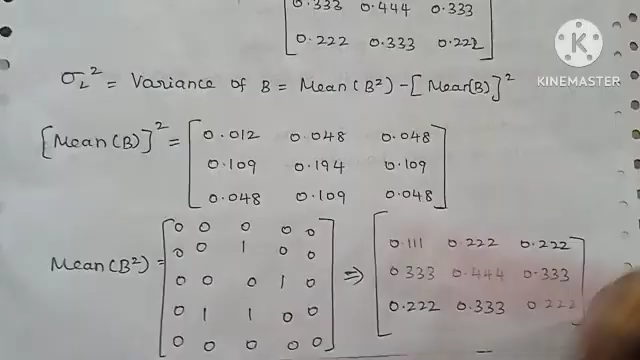 0.333 0.444 0.333
0.222 0.333 0.222
KINEMASTER
σL² = Variance of B = Mean(B²) - [Mean(B)]²
[Mean(B)]² = 0.012 0.048 0.048
0.109 0.194 0.109
0.048 0.109 0.048
Mean(B²) = 0 0 0 0 0
0 0 1 0 0
0 0 0 1 0
0 1 1 0 0
0 0 0 0 0
⇒ 0.111 0.222 0.222
0.333 0.444 0.333
0.222 0.333 0.222